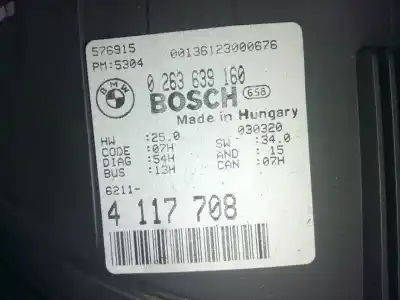 576915 00136123000676
PM:5304
BMW
0 263 639 160
BOSCH 658
Made in Hungary
030320
HW :25.0 SW :34.0
CODE :07H AND : 15
DIAG :54H CAN :07H
BUS :13H
6211-
4 117 708